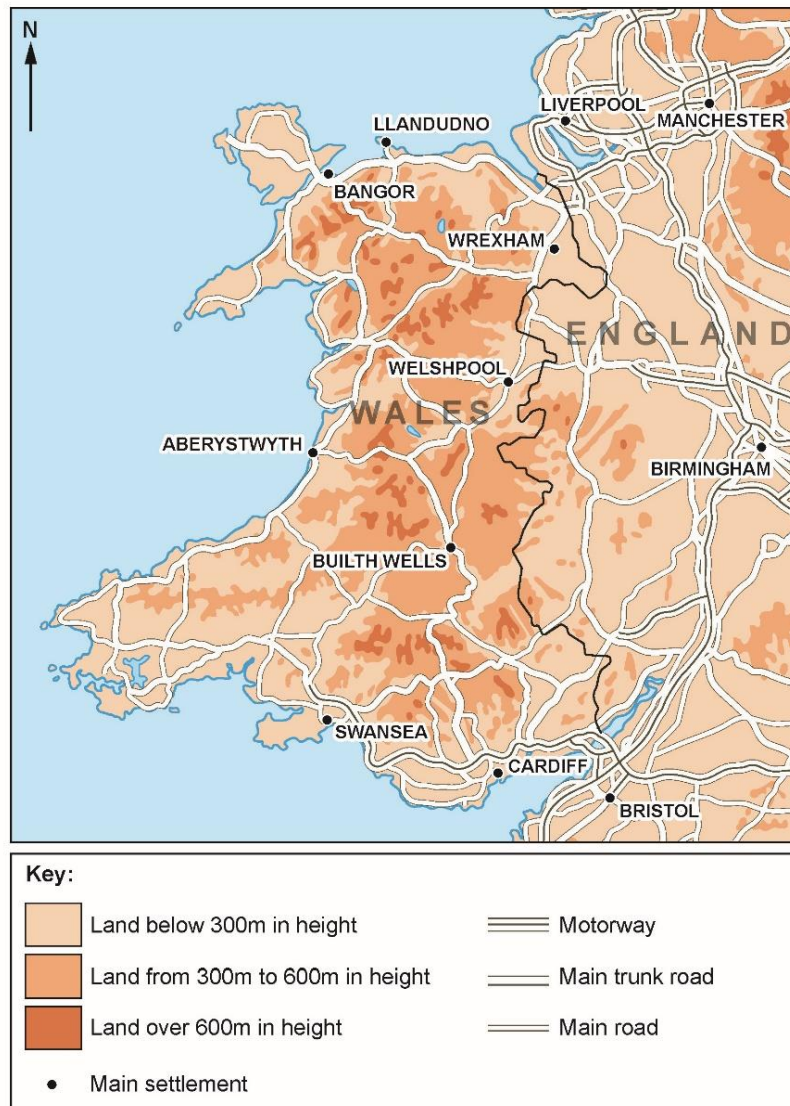 N
LIVERPOOL
MANCHESTER
LLANDUDNO
BANGOR
WREXHAM
ENGLAND
WELSHPOOL
WALES
ABERYSTWYTH
BIRMINGHAM
BUILTH WELLS
SWANSEA
CARDIFF
BRISTOL
Key:
Land below 300m in height
Motorway
Land from 300m to 600m in height
Main trunk road
Land over 600m in height
Main road
Main settlement